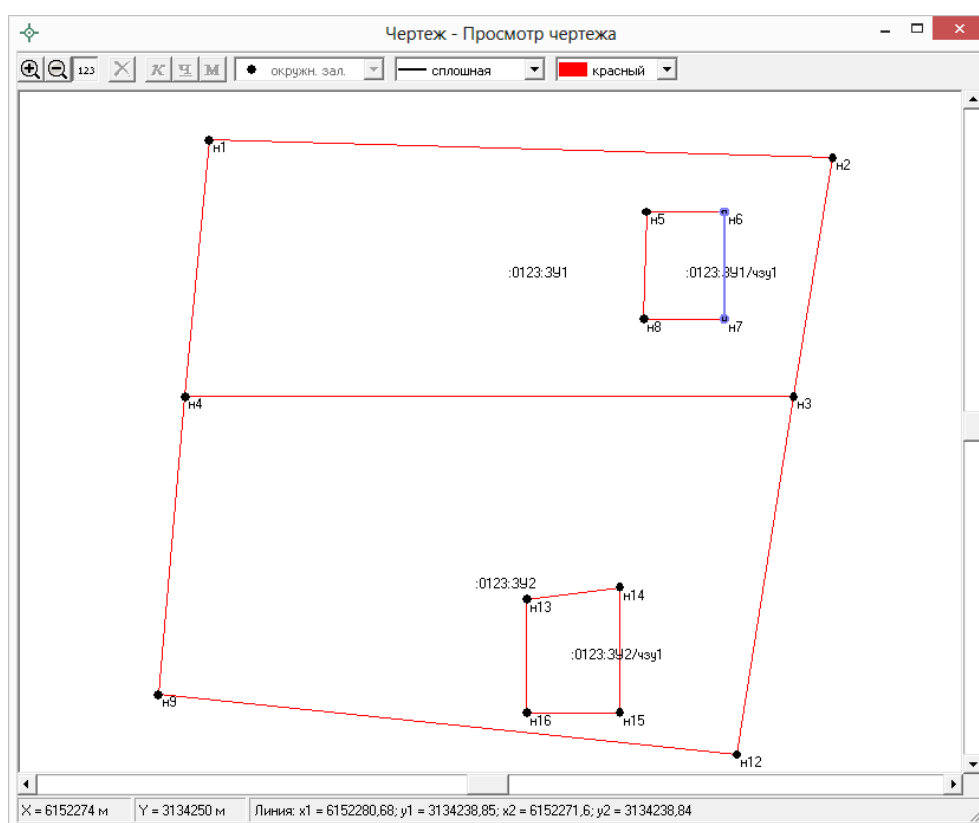 Чертеж - Просмотр чертежа
123 К Ч М окружн. зал. сплошная красный
н1
н2
н5 н6
:0123:ЗУ1 :0123:ЗУ1/чзу1
н8 н7
н4 н3
:0123:ЗУ2
н14
н13
:0123:ЗУ2/чзу1
н9
н16 н15
н12
X = 6152274 м Y = 3134250 м Линия: x1 = 6152280,68; y1 = 3134238,85; x2 = 6152271,6; y2 = 3134238,84